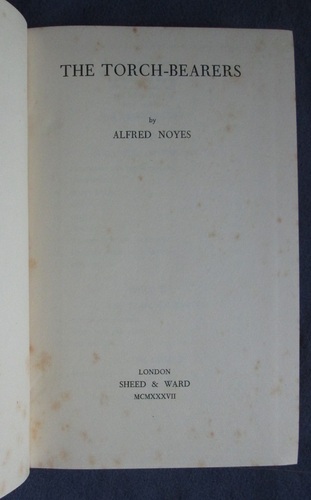 THE TORCH-BEARERS
by
ALFRED NOYES
LONDON
SHEED & WARD
MCMXXXVII